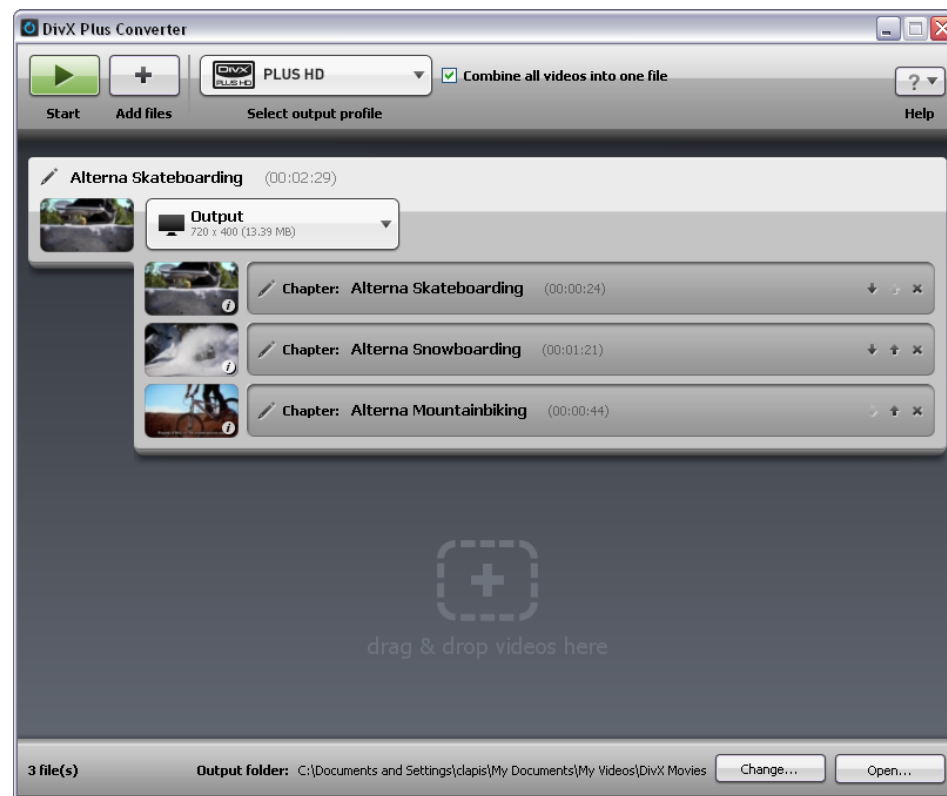 DivX Plus Converter
DIVX PLUS HD PLUS HD
Combine all videos into one file
?
Start
Add files
Select output profile
Help
Alterna Skateboarding (00:02:29)
Output
720 x 400 (13.39 MB)
Chapter: Alterna Skateboarding (00:00:24)
Chapter: Alterna Snowboarding (00:01:21)
Chapter: Alterna Mountainbiking (00:00:44)
drag & drop videos here
3 file(s)
Output folder: C:\Documents and Settings\clapis\My Documents\My Videos\DivX Movies
Change...
Open...